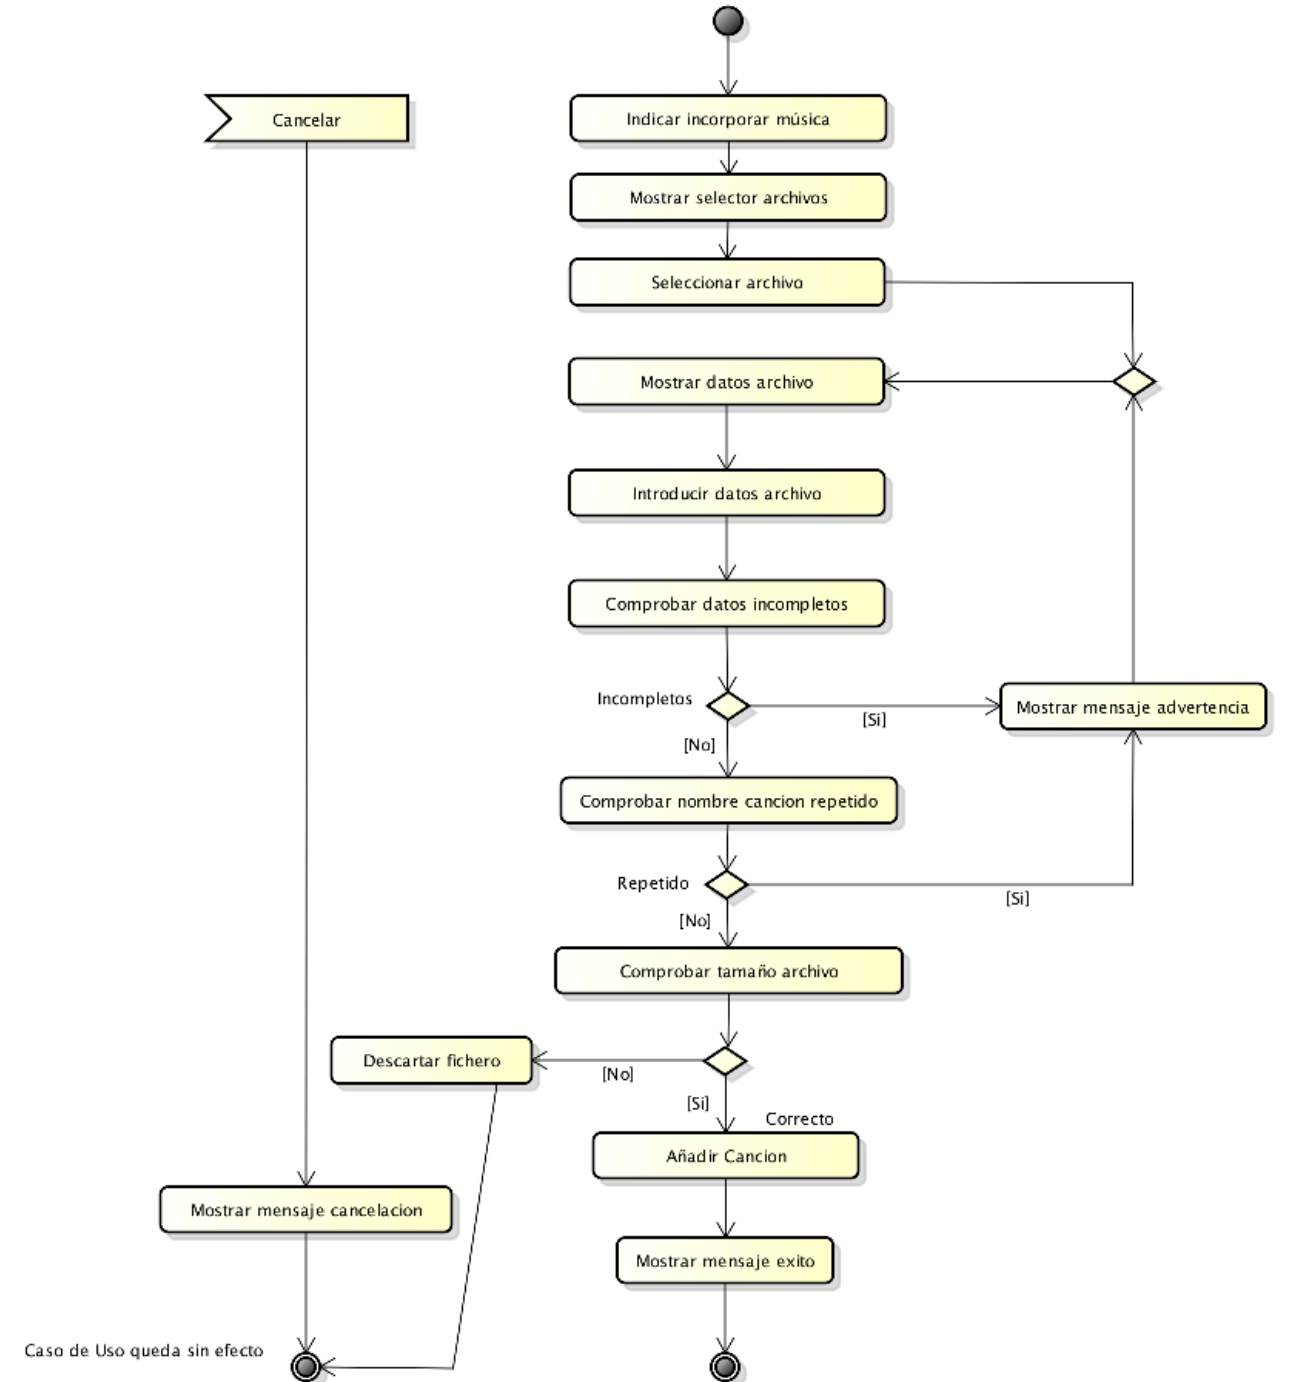 Cancelar
Indicar incorporar música
Mostrar selector archivos
Seleccionar archivo
Mostrar datos archivo
Introducir datos archivo
Comprobar datos incompletos
Incompletos
[Si]
Mostrar mensaje advertencia
[No]
Comprobar nombre cancion repetido
Repetido
[Si]
[No]
Comprobar tamaño archivo
Descartar fichero
[No]
[Si]
Correcto
Añadir Cancion
Mostrar mensaje cancelacion
Mostrar mensaje exito
Caso de Uso queda sin efecto